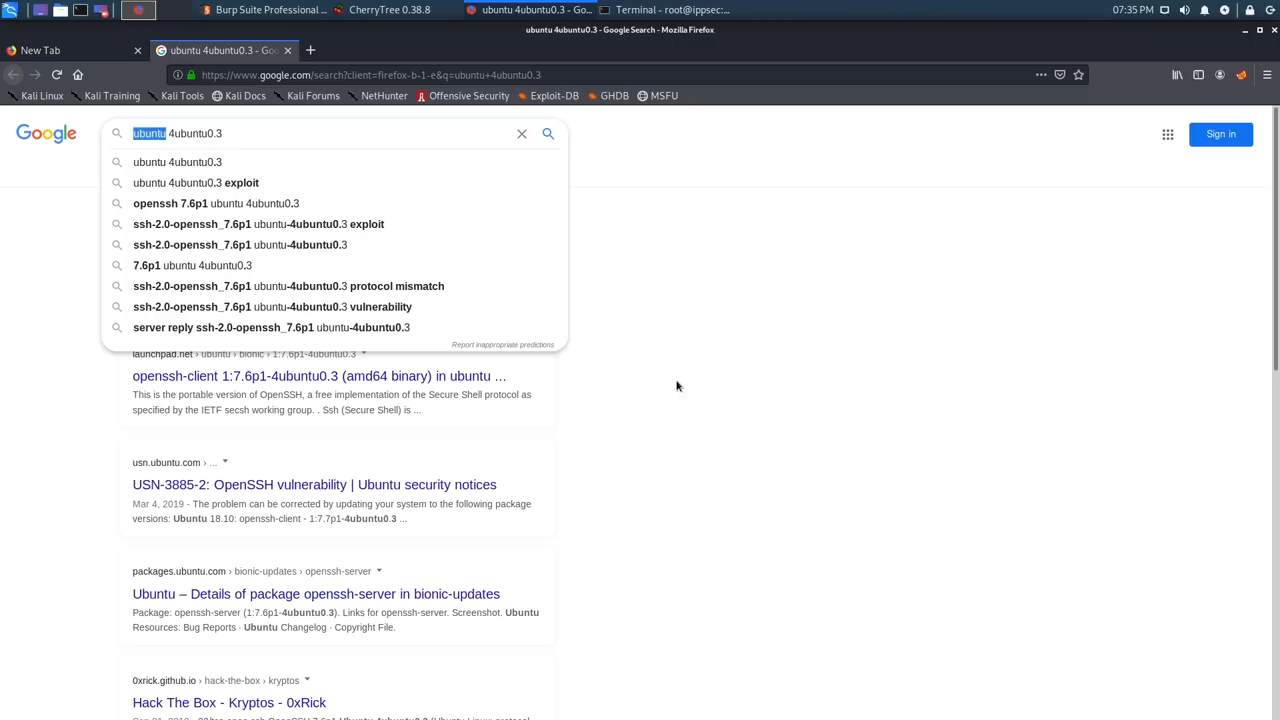 Burp Suite Professional ...
Cherry 0.38.8
ubuntu 4ubuntu0.3 - Go...
Terminal - root@ippsec:...
07:35 PM
ubuntu 4ubuntu0.3 - Google Search - Mozilla Firefox
New Tab
ubuntu 4ubuntu0.3 - Goo
https://www.google.com/search?client=firefox-b-1-e&q=ubuntu+4ubuntu0.3
Kali Linux
Kali Training
Kali Tools
Kali Docs
Kali Forums
NetHunter
Offensive Security
Exploit-DB
GHDB
MSFU
Google
ubuntu 4ubuntu0.3
Sign in
ubuntu 4ubuntu0.3
ubuntu 4ubuntu0.3 exploit
openssh 7.6p1 ubuntu 4ubuntu0.3
ssh-2.0-openssh_7.6p1 ubuntu-4ubuntu0.3 exploit
ssh-2.0-openssh_7.6p1 ubuntu-4ubuntu0.3
7.6p1 ubuntu 4ubuntu0.3
ssh-2.0-openssh_7.6p1 ubuntu-4ubuntu0.3 protocol mismatch
ssh-2.0-openssh_7.6p1 ubuntu-4ubuntu0.3 vulnerability
server reply ssh-2.0-openssh_7.6p1 ubuntu-4ubuntu0.3
Report inappropriate predictions
launchpad.net › ubuntu › bionic › 1:7.6p1-4ubuntu0.3
openssh-client 1:7.6p1-4ubuntu0.3 (amd64 binary) in ubuntu ...
This is the portable version of OpenSSH, a free implementation of the Secure Shell protocol as
specified by the IETF secsh working group. . Ssh (Secure Shell) is ...
usn.ubuntu.com › ...
USN-3885-2: OpenSSH vulnerability | Ubuntu security notices
Mar 4, 2019 - The problem can be corrected by updating your system to the following package
versions: Ubuntu 18.10: openssh-client - 1:7.7p1-4ubuntu0.3 ...
packages.ubuntu.com › bionic-updates › openssh-server
Ubuntu – Details of package openssh-server in bionic-updates
Package: openssh-server (1:7.6p1-4ubuntu0.3). Links for openssh-server. Screenshot. Ubuntu
Resources: Bug Reports · Ubuntu Changelog · Copyright File.
0xrick.github.io › hack-the-box › kryptos
Hack The Box - Kryptos - 0xRick